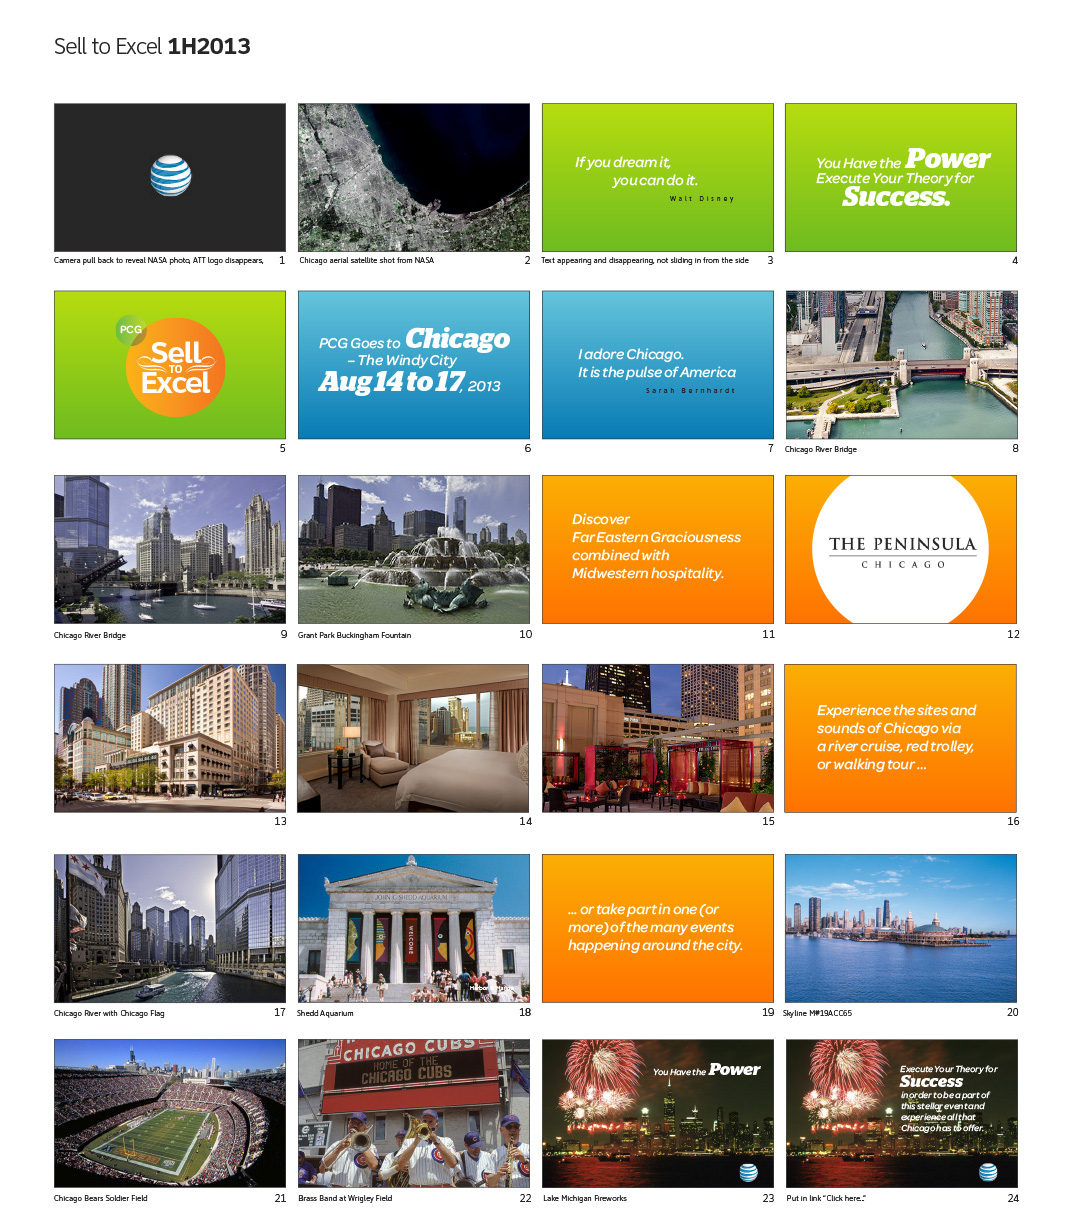 Sell to Excel 1H2013
Camera pull back to reveal NASA photo, ATT logo disappears, 1
Chicago aerial satellite shot from NASA 2
If you dream it,
you can do it.
Walt Disney
Text appearing and disappearing, not sliding in from the side 3
You Have the Power
Execute Your Theory for
Success.
4
PCG
Sell
TO
Excel
5
PCG Goes to Chicago
– The Windy City
Aug 14 to 17, 2013
6
I adore Chicago.
It is the pulse of America
Sarah Bernhardt
7
Chicago River Bridge 8
Chicago River Bridge 9
Grant Park Buckingham Fountain 10
Discover
Far Eastern Graciousness
combined with
Midwestern hospitality.
11
THE PENINSULA
CHICAGO
12
13
14
15
Experience the sites and
sounds of Chicago via
a river cruise, red trolley,
or walking tour ...
16
Chicago River with Chicago Flag 17
JOHN G. SHEDD AQUARIUM
WELCOME
Shedd Aquarium 18
... or take part in one (or
more) of the many events
happening around the city.
19
Skyline M#19ACC65 20
Chicago Bears Soldier Field 21
CHICAGO CUBS
HOME OF THE
CHICAGO CUBS
Brass Band at Wrigley Field 22
You Have the Power
Lake Michigan Fireworks 23
Execute Your Theory for
Success
in order to be a part of
this stellar event and
experience all that
Chicago has to offer.
Put in link "Click here..." 24